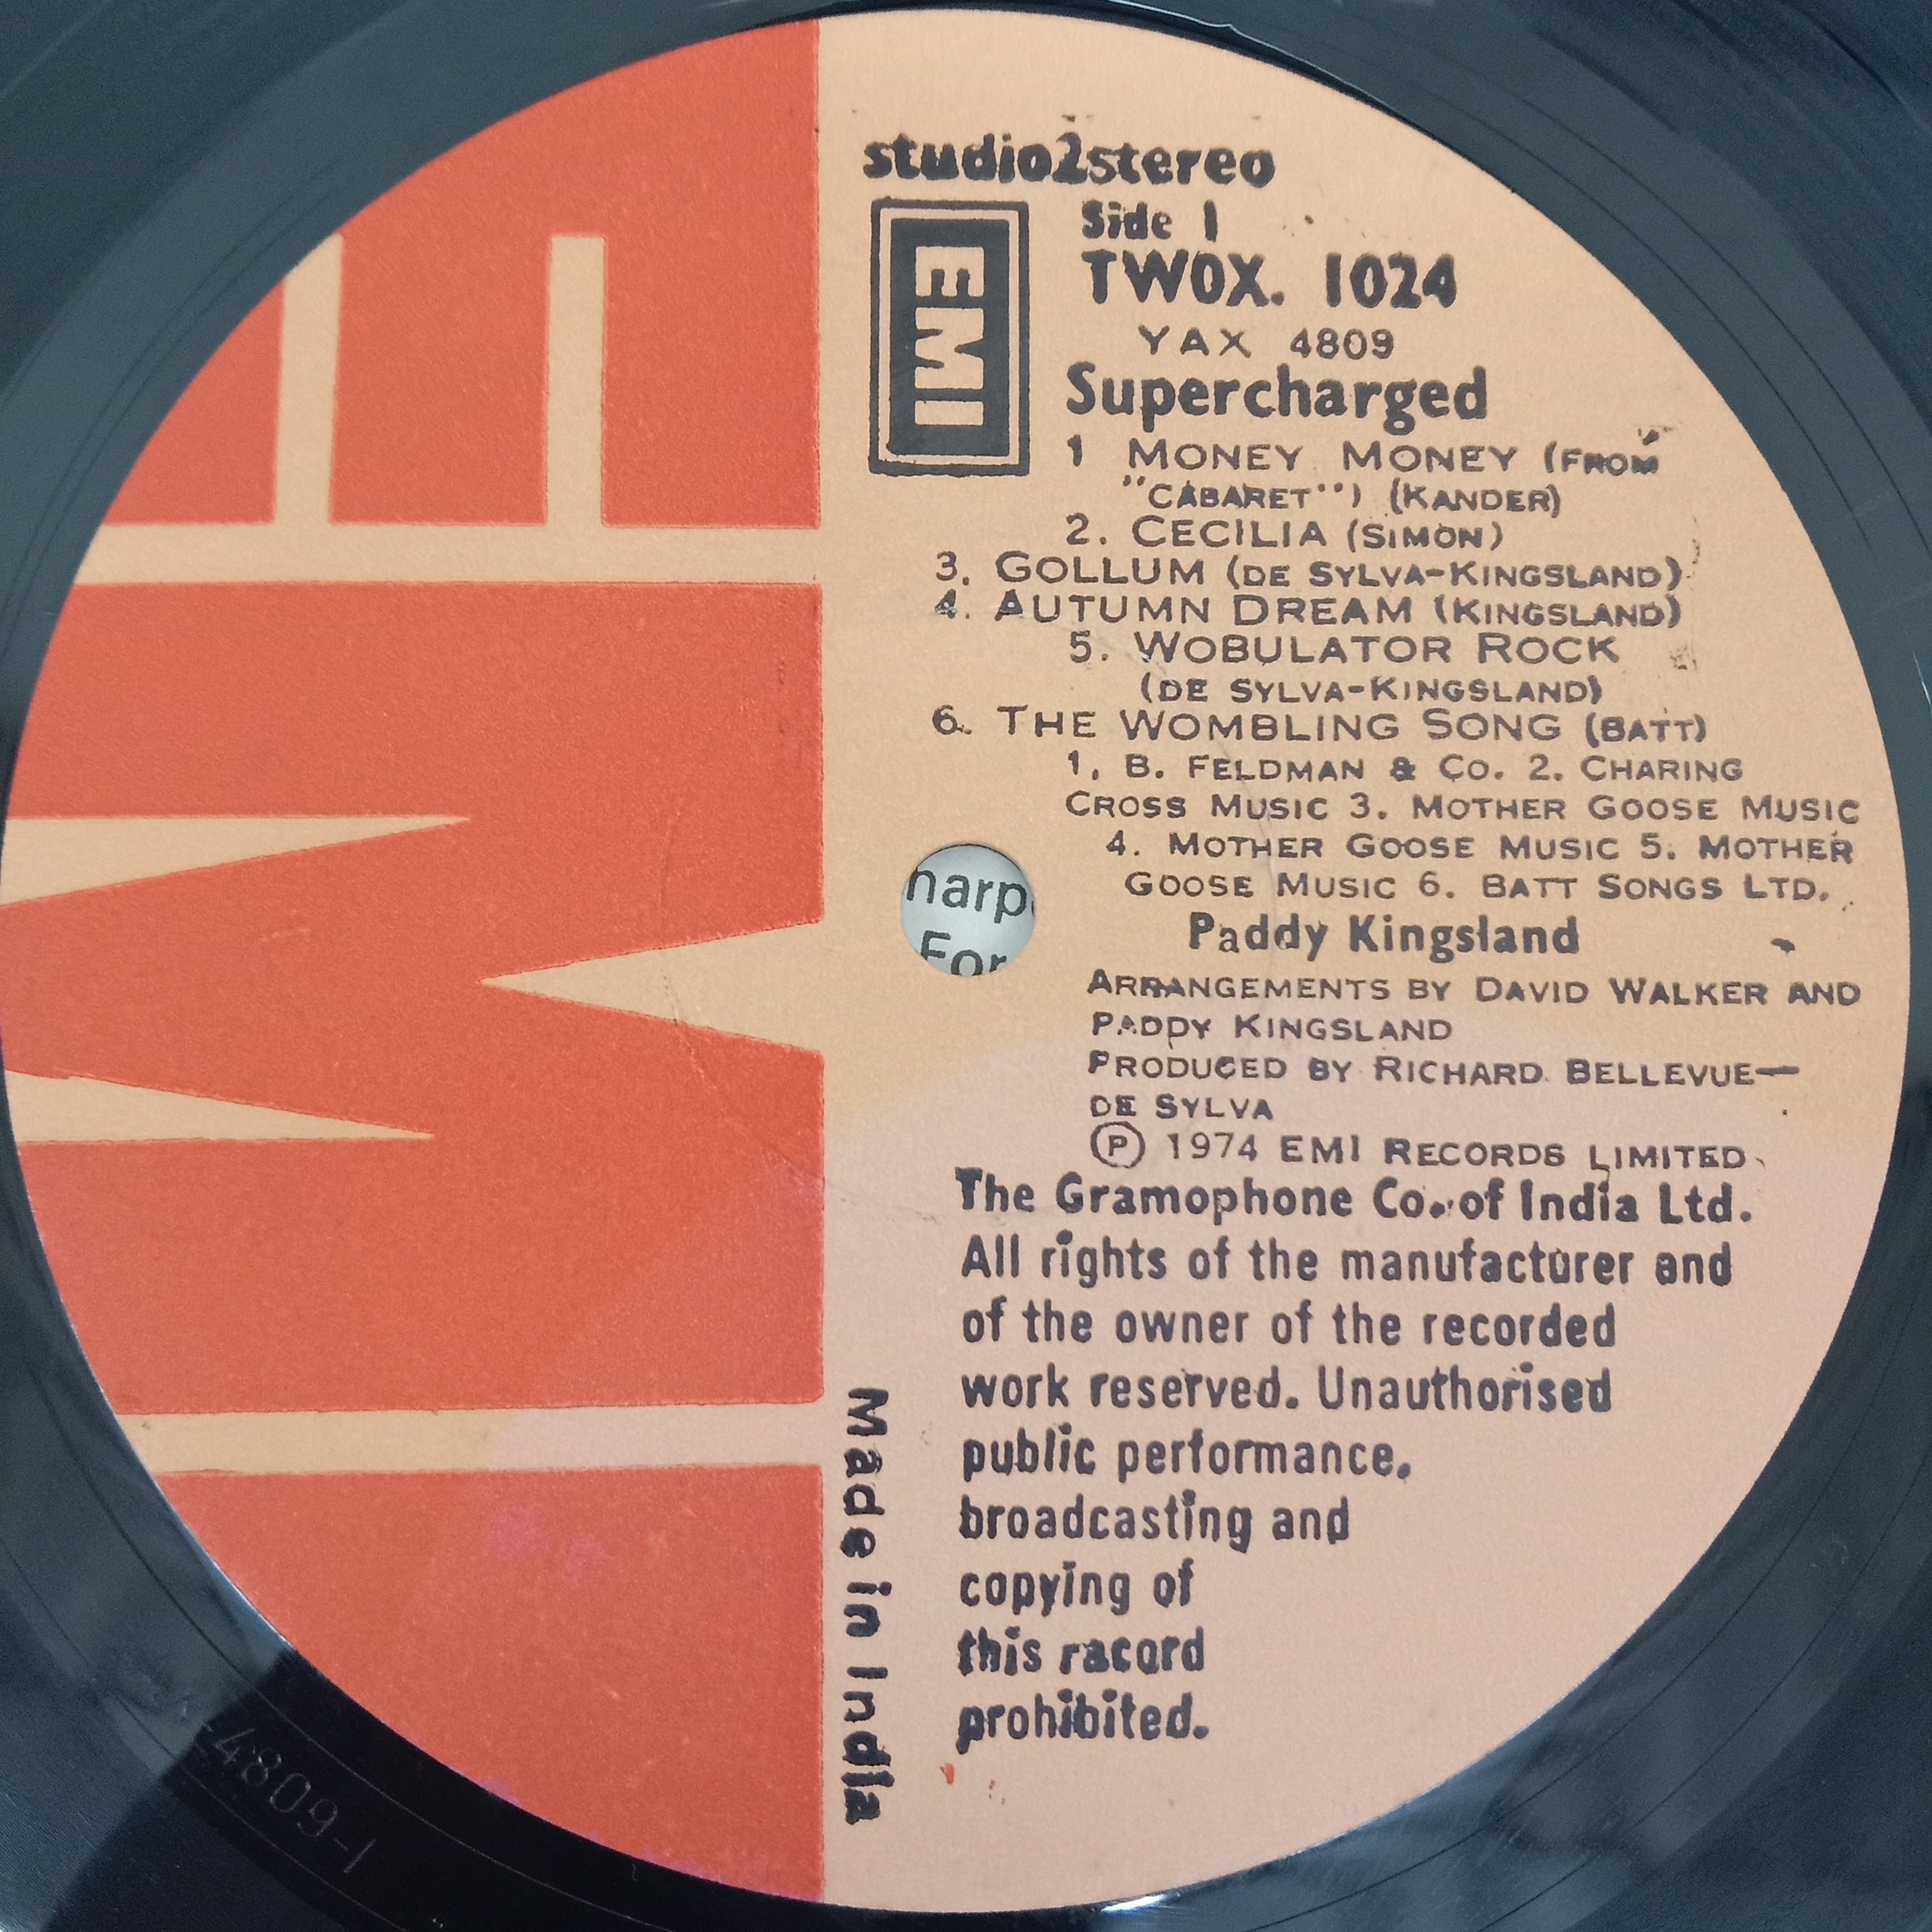 studio2stereo
EMI
Side 1
TWOX. 1024
YAX 4809
Supercharged
1 MONEY MONEY (FROM
"CABARET") (KANDER)
2. CECILIA (SIMON)
3. GOLLUM (DE SYLVA-KINGSLAND)
4. AUTUMN DREAM (KINGSLAND)
5. WOBULATOR ROCK
(DE SYLVA-KINGSLAND)
6. THE WOMBLING SONG (BATT)
1. B. FELDMAN & CO. 2. CHARING
CROSS MUSIC 3. MOTHER GOOSE MUSIC
4. MOTHER GOOSE MUSIC 5. MOTHER
GOOSE MUSIC 6. BATT SONGS LTD.
Paddy Kingsland
ARRANGEMENTS BY DAVID WALKER AND
PADDY KINGSLAND
PRODUCED BY RICHARD BELLEVUE—
DE SYLVA
Ⓟ 1974 EMI RECORDS LIMITED
The Gramophone Co. of India Ltd.
All rights of the manufacturer and
of the owner of the recorded
work reserved. Unauthorised
public performance.
broadcasting and
copying of
this racord
prohibited.
Made in India
EMI
narp
For
4809-1